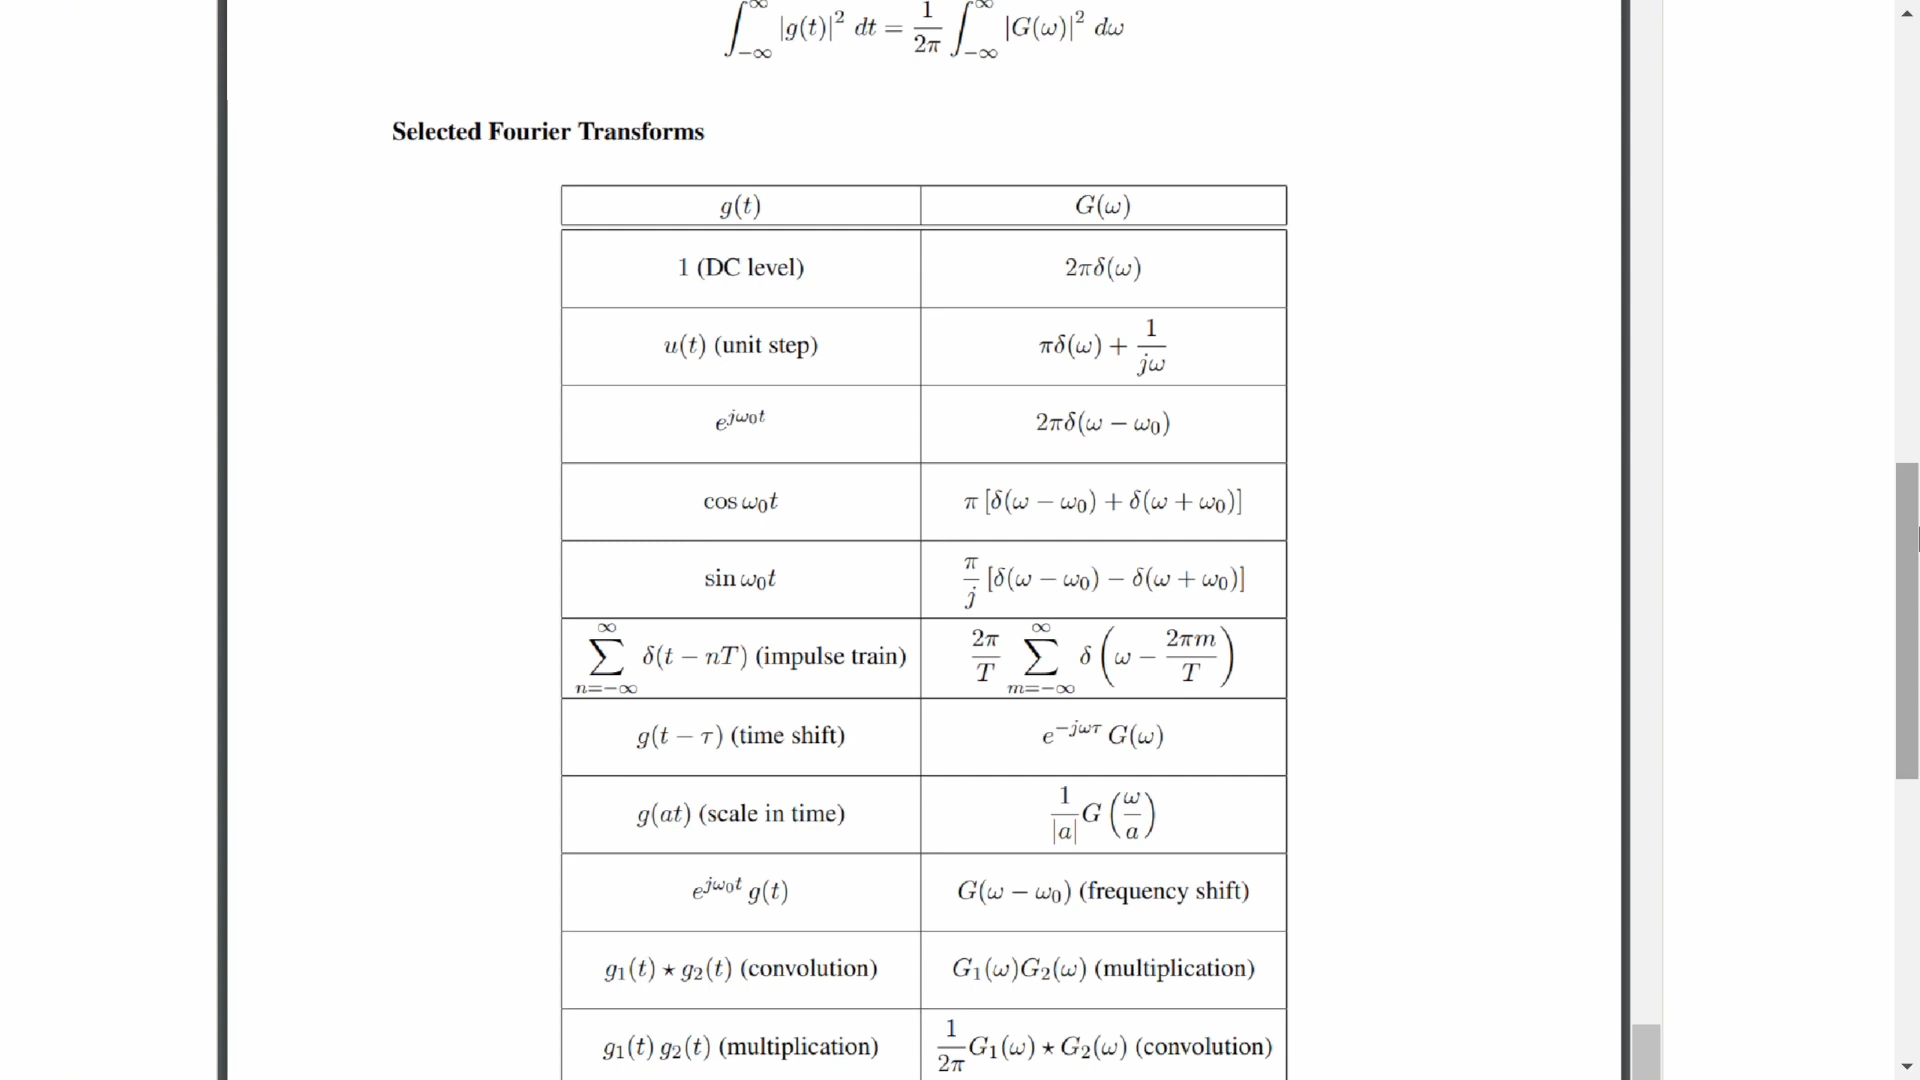 ∫_{−∞}^{∞} |g(t)|² dt = 1/2π ∫_{−∞}^{∞} |G(ω)|² dω
Selected Fourier Transforms
g(t) G(ω)
1 (DC level) 2πδ(ω)
u(t) (unit step) πδ(ω) + 1/jω
e^{jω₀t} 2πδ(ω − ω₀)
cos ω₀t π [δ(ω − ω₀) + δ(ω + ω₀)]
sin ω₀t π/j [δ(ω − ω₀) − δ(ω + ω₀)]
∑_{n=−∞}^{∞} δ(t − nT) (impulse train) 2π/T ∑_{m=−∞}^{∞} δ(ω − 2πm/T)
g(t − τ) (time shift) e^{−jωτ} G(ω)
g(at) (scale in time) 1/|a| G(ω/a)
e^{jω₀t} g(t) G(ω − ω₀) (frequency shift)
g₁(t) ⋆ g₂(t) (convolution) G₁(ω)G₂(ω) (multiplication)
g₁(t) g₂(t) (multiplication) 1/2π G₁(ω) ⋆ G₂(ω) (convolution)